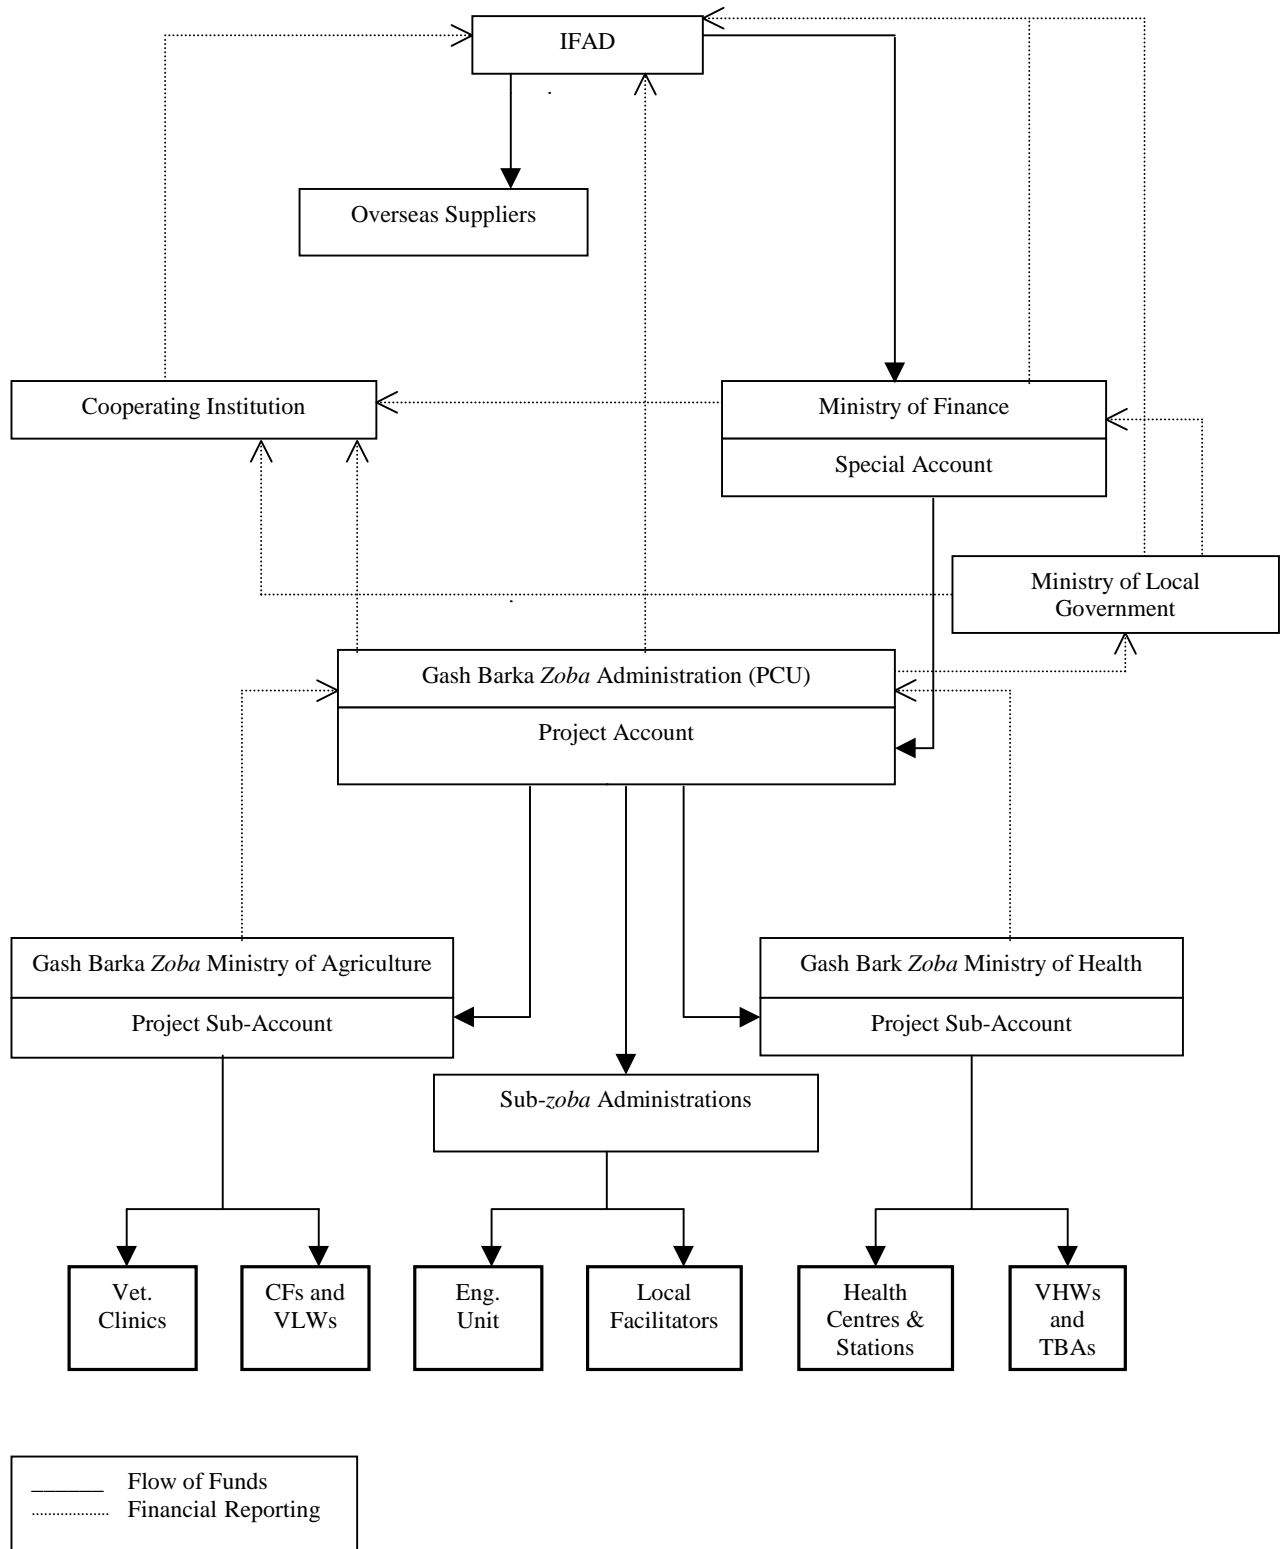 IFAD
Overseas Suppliers
Cooperating Institution
Ministry of Finance
Special Account
Ministry of Local
Government
Gash Barka Zoba Administration (PCU)
Project Account
Gash Barka Zoba Ministry of Agriculture
Project Sub-Account
Gash Bark Zoba Ministry of Health
Project Sub-Account
Sub-zoba Administrations
Vet.
Clinics
CFs and
VLWs
Eng.
Unit
Local
Facilitators
Health
Centres &
Stations
VHWs
and
TBAs
______ Flow of Funds
................... Financial Reporting